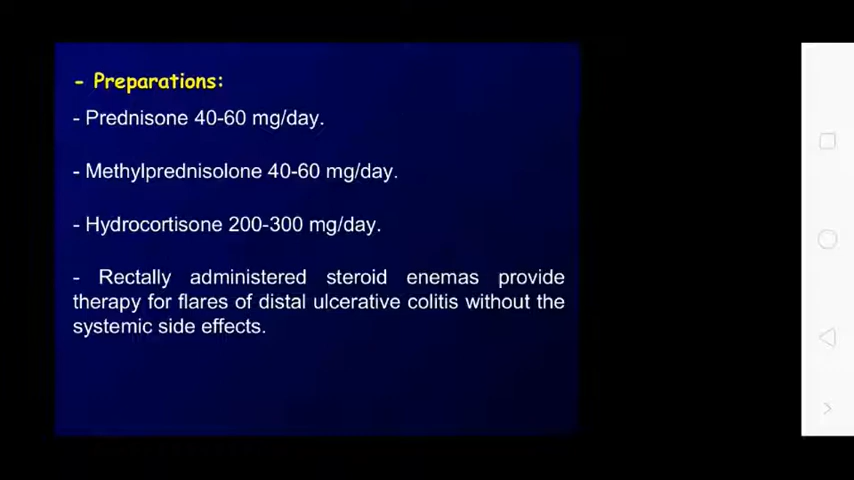 - Preparations:
- Prednisone 40-60 mg/day.
- Methylprednisolone 40-60 mg/day.
- Hydrocortisone 200-300 mg/day.
- Rectally administered steroid enemas provide
therapy for flares of distal ulcerative colitis without the
systemic side effects.